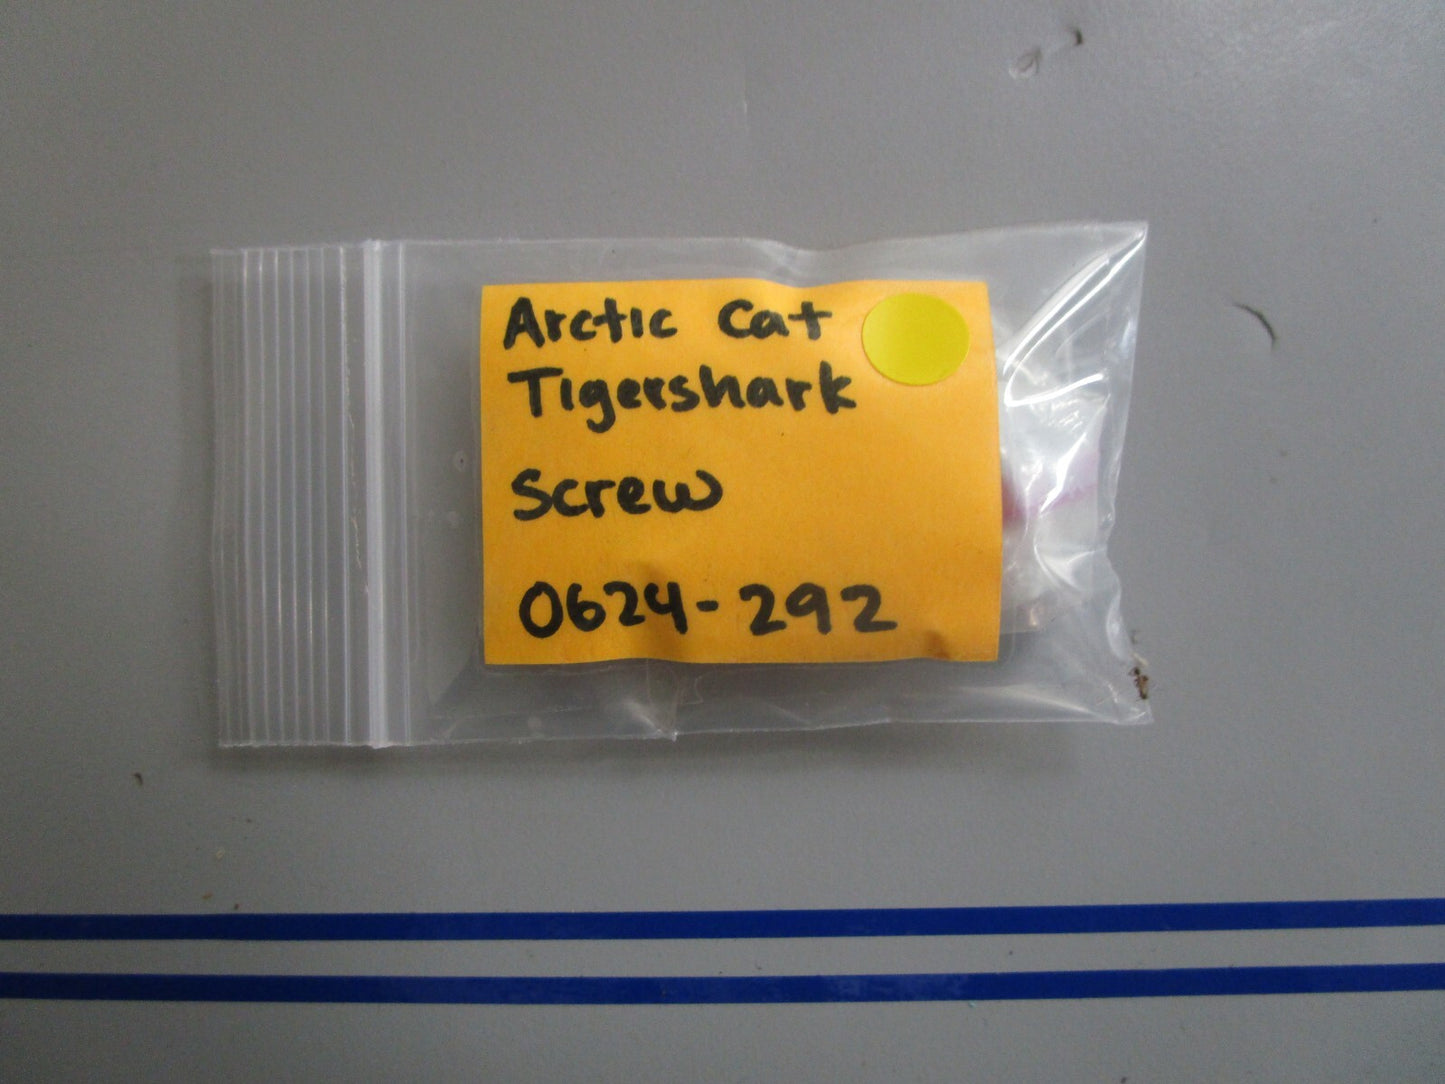 Arctic Cat
Tigershark
Screw
0624-292